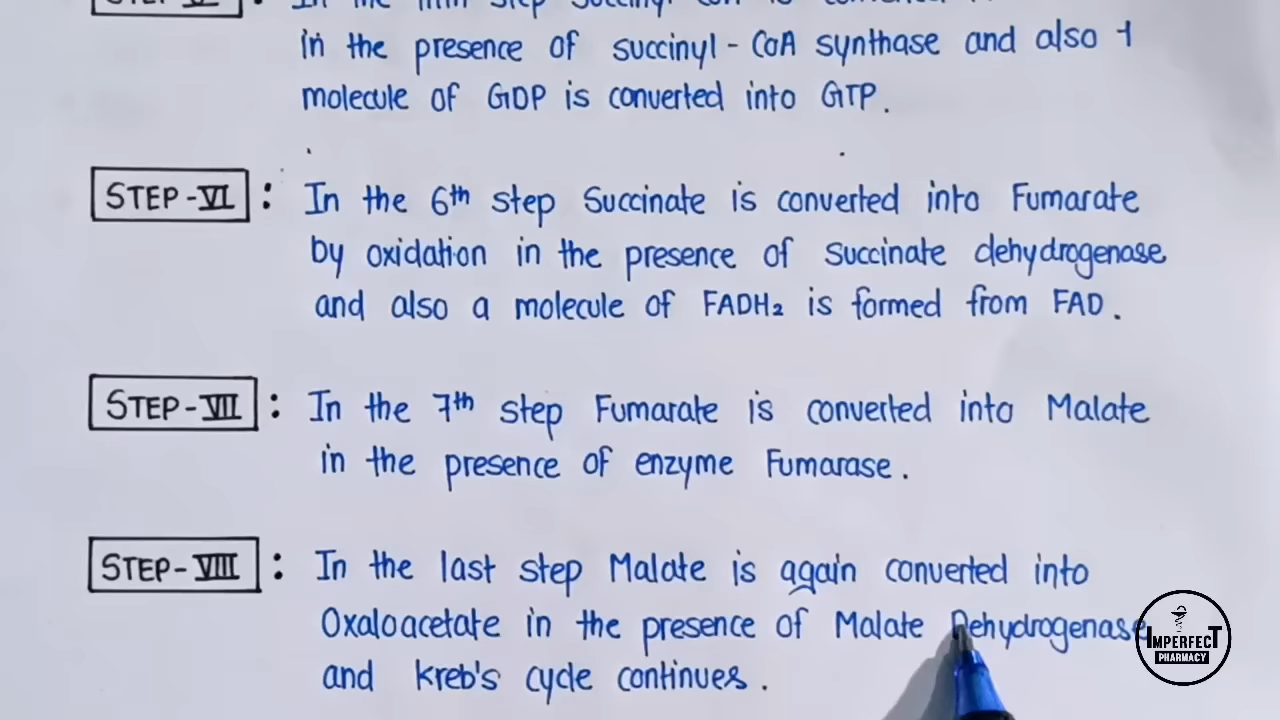 in the presence of succinyl - CoA synthase and also 1
molecule of GDP is converted into GTP.
STEP-VI : In the 6th step Succinate is converted into Fumarate
by oxidation in the presence of succinate dehydrogenase
and also a molecule of FADH₂ is formed from FAD.
STEP-VII : In the 7th step Fumarate is converted into Malate
in the presence of enzyme Fumarase.
STEP-VIII : In the last step Malate is again converted into
Oxaloacetate in the presence of Malate Dehydrogenase
and Kreb's cycle continues.
IMPERFECT
PHARMACY